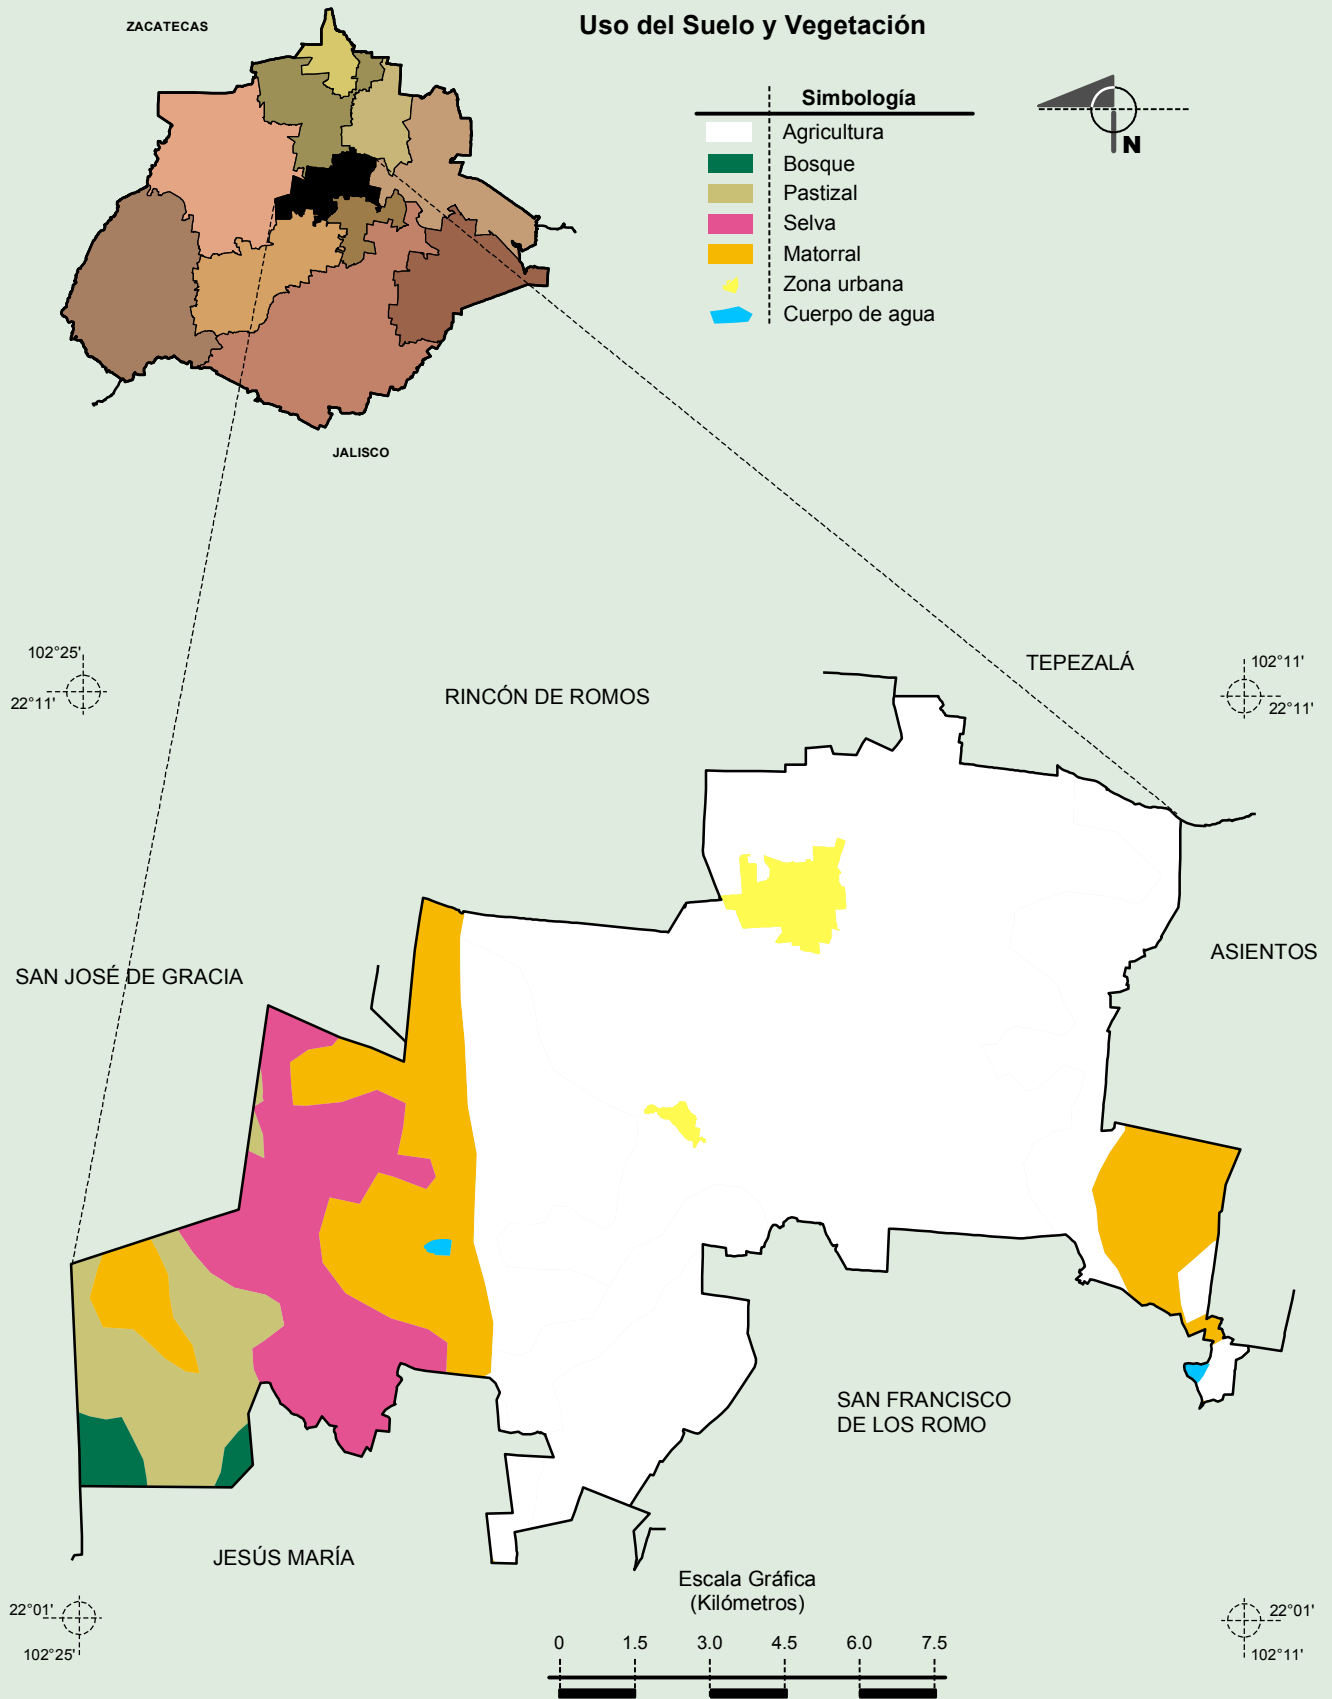 Uso del Suelo y Vegetación
ZACATECAS
Simbología
Agricultura
Bosque
Pastizal
Selva
Matorral
Zona urbana
Cuerpo de agua
N
JALISCO
102°25'
22°11'
RINCÓN DE ROMOS
TEPEZALÁ
102°11'
22°11'
SAN JOSÉ DE GRACIA
ASIENTOS
SAN FRANCISCO
DE LOS ROMO
JESÚS MARÍA
22°01'
102°25'
Escala Gráfica
(Kilómetros)
0 1.5 3.0 4.5 6.0 7.5
22°01'
102°11'